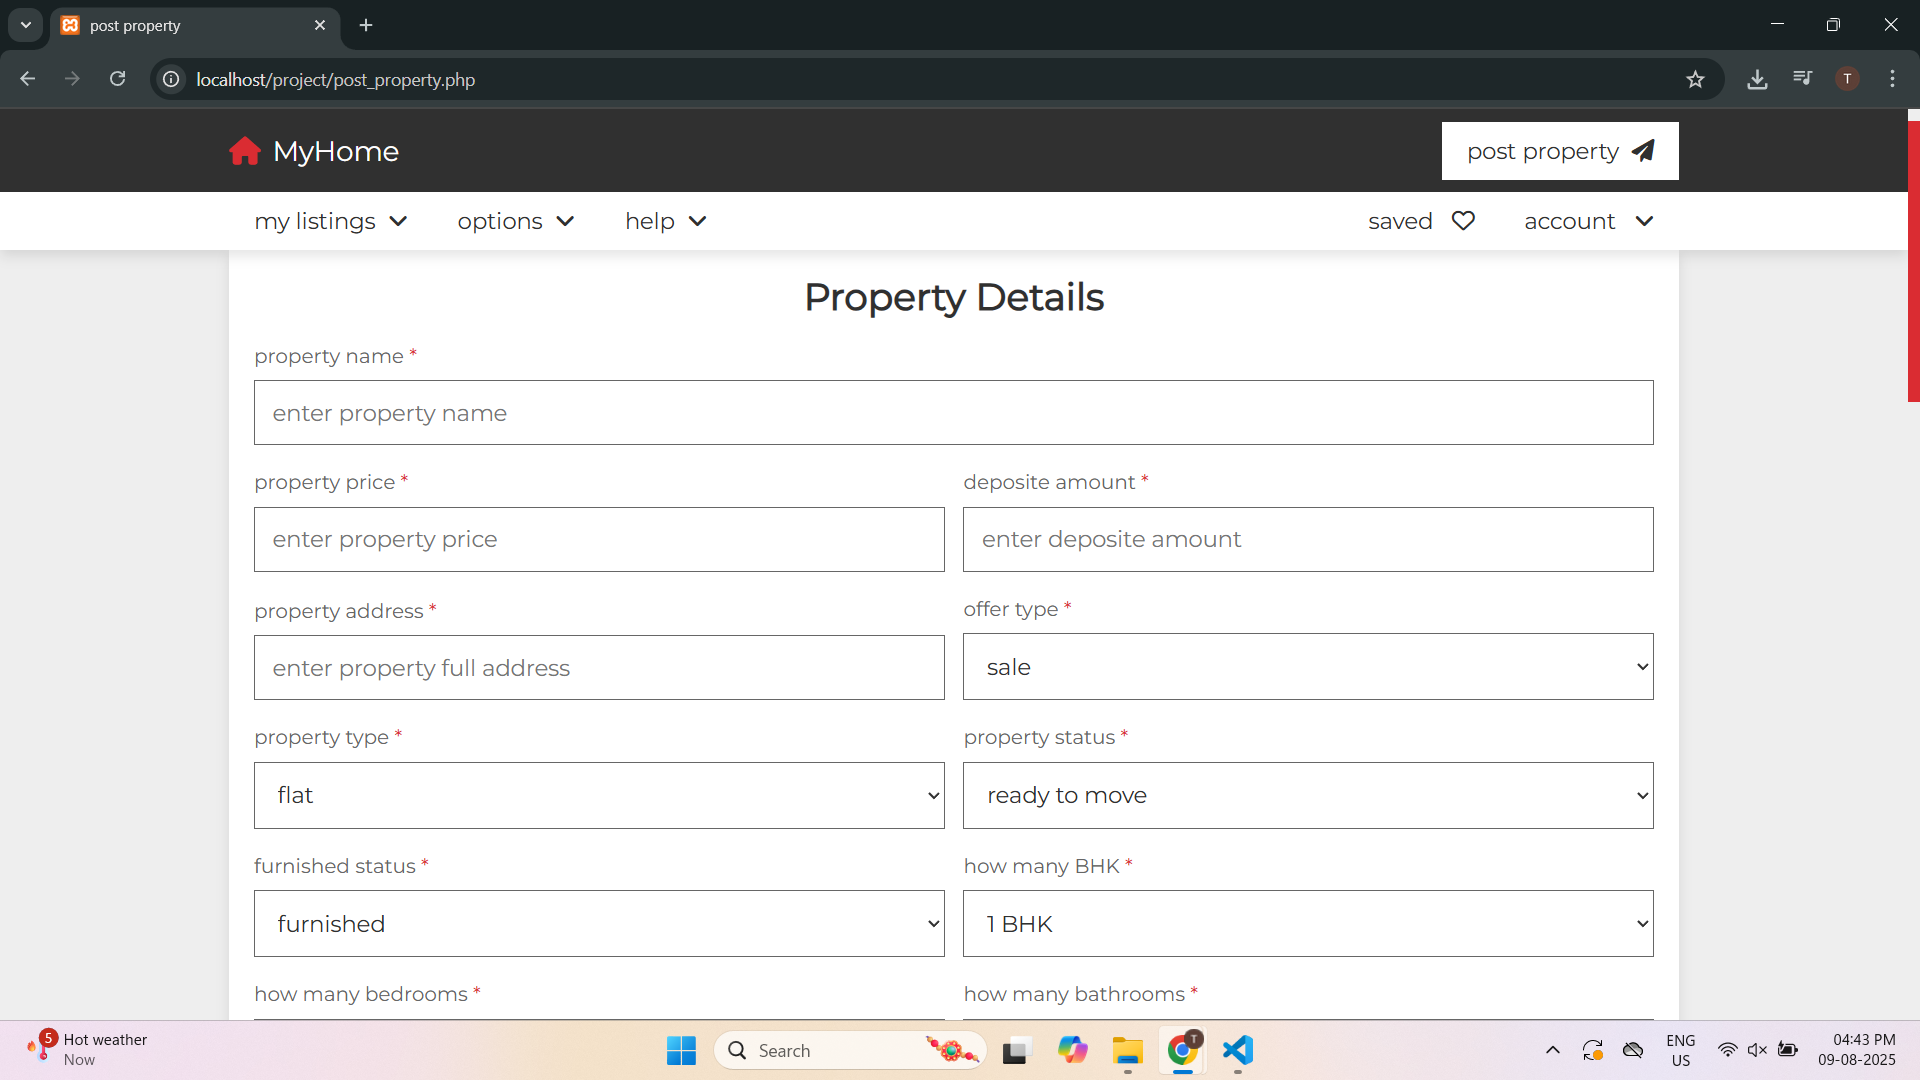 post property
localhost/project/post_property.php
T
MyHome
post property
my listings
options
help
saved
account
Property Details
property name *
enter property name
property price *
deposite amount *
enter property price
enter deposite amount
property address *
offer type *
enter property full address
sale
property type *
property status *
flat
ready to move
furnished status *
how many BHK *
furnished
1 BHK
how many bedrooms *
how many bathrooms *
5
Hot weather
Now
Search
T
ENG
US
04:43 PM
09-08-2025